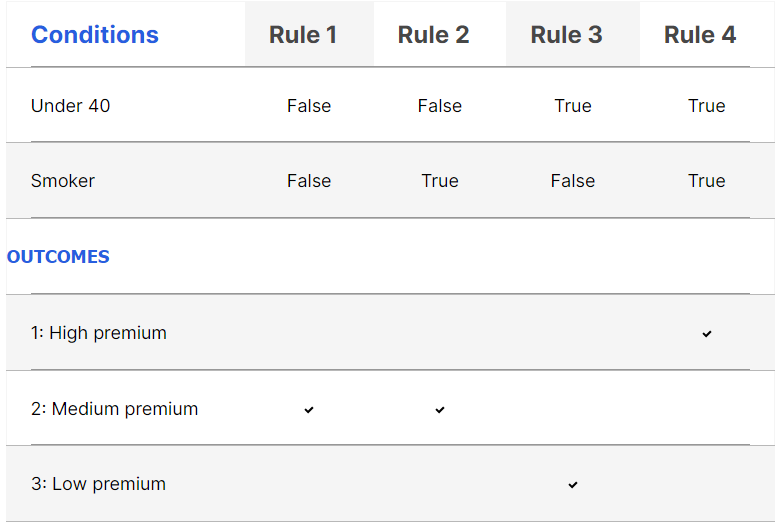 Conditions Rule 1 Rule 2 Rule 3 Rule 4
Under 40 False False True True
Smoker False True False True
OUTCOMES
1: High premium ✓
2: Medium premium ✓ ✓
3: Low premium ✓